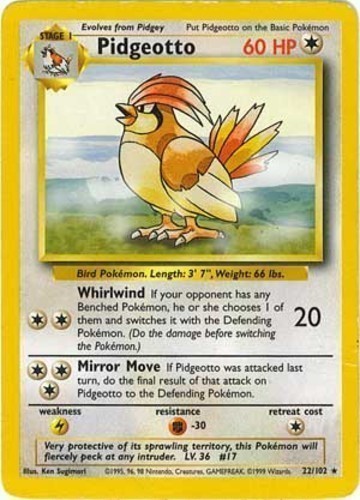 Evolves from Pidgey Put Pidgeotto on the Basic Pokémon
STAGE 1
Pidgeotto 60 HP
Bird Pokémon. Length: 3' 7", Weight: 66 lbs.
Whirlwind If your opponent has any
Benched Pokémon, he or she chooses 1 of
them and switches it with the Defending
Pokémon. (Do the damage before switching
the Pokémon.)
20
Mirror Move If Pidgeotto was attacked last
turn, do the final result of that attack on
Pidgeotto to the Defending Pokémon.
weakness resistance retreat cost
-30
Very protective of its sprawling territory, this Pokémon will
fiercely peck at any intruder. LV. 36 #17
Illus. Ken Sugimori ©1995, 96, 98 Nintendo, Creatures, GAMEFREAK. ©1999 Wizards. 22/102 ★